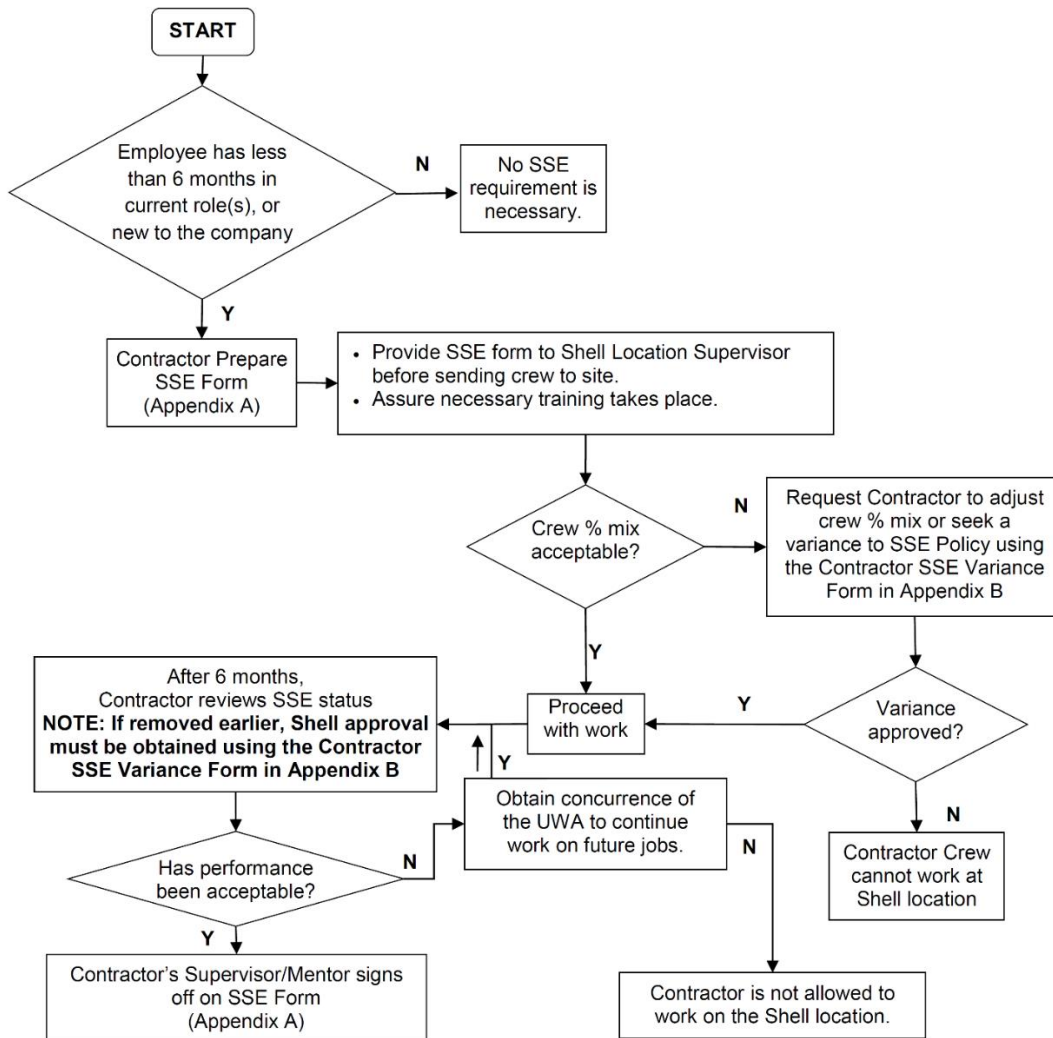 START
Employee has less
than 6 months in
current role(s), or
new to the company
N
No SSE
requirement is
necessary.
Y
Contractor Prepare
SSE Form
(Appendix A)
• Provide SSE form to Shell Location Supervisor
before sending crew to site.
• Assure necessary training takes place.
Crew % mix
acceptable?
N
Request Contractor to adjust
crew % mix or seek a
variance to SSE Policy using
the Contractor SSE Variance
Form in Appendix B
Y
Variance
approved?
Y
Proceed
with work
N
Contractor Crew
cannot work at
Shell location
After 6 months,
Contractor reviews SSE status
NOTE: If removed earlier, Shell approval
must be obtained using the Contractor
SSE Variance Form in Appendix B
Y
Obtain concurrence of
the UWA to continue
work on future jobs.
Has performance
been acceptable?
N
N
Y
Contractor's Supervisor/Mentor signs
off on SSE Form
(Appendix A)
Contractor is not allowed to
work on the Shell location.